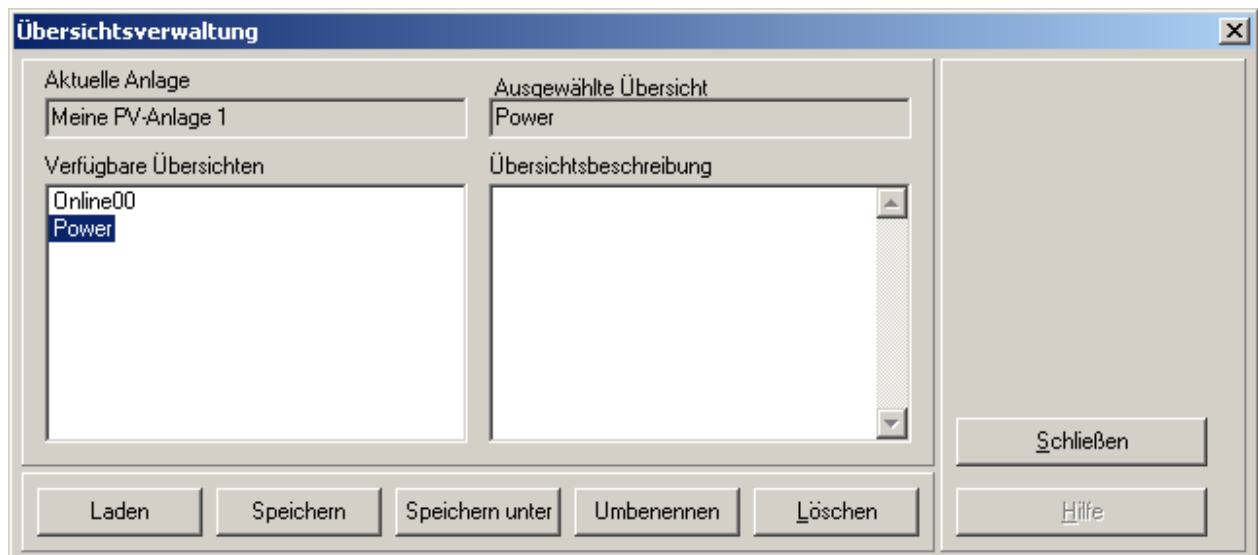 Übersichtsverwaltung
Aktuelle Anlage
Ausgewählte Übersicht
Meine PV-Anlage 1
Power
Verfügbare Übersichten
Übersichtsbeschreibung
Online00
Power
Schließen
Laden
Speichern
Speichern unter
Umbenennen
Löschen
Hilfe